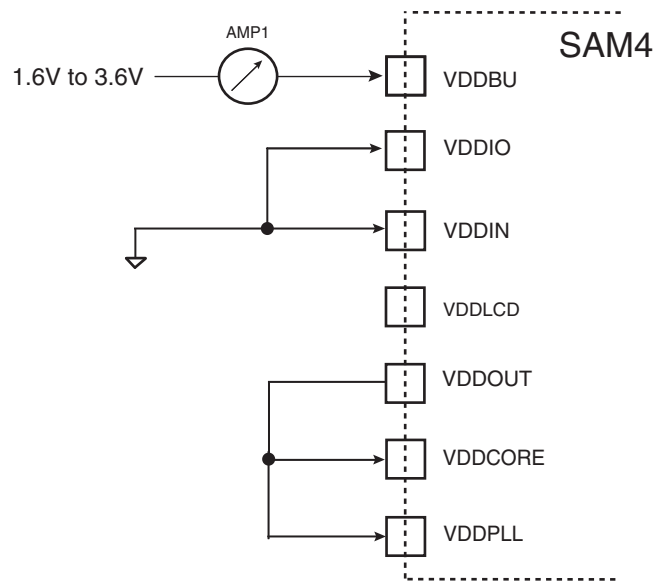 AMP1
SAM4
1.6V to 3.6V
VDDBU
VDDIO
VDDIN
VDDLCD
VDDOUT
VDDCORE
VDDPLL